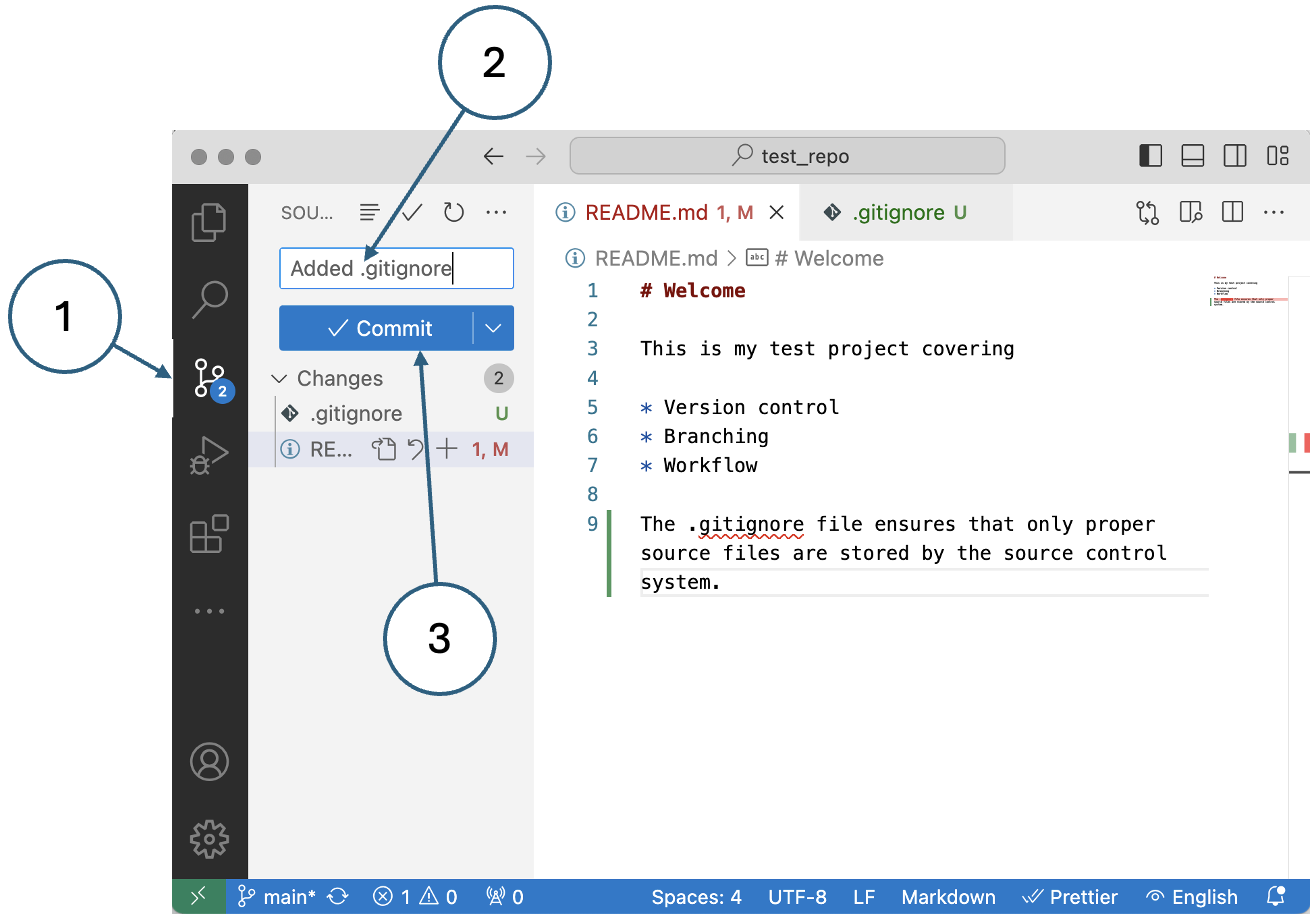 2
test_repo
SOU...
README.md 1, M
.gitignore U
Added .gitignore
README.md > # Welcome
1
Commit
Changes 2
2
.gitignore U
RE... 1, M
1 # Welcome
2
3 This is my test project covering
4
5 * Version control
6 * Branching
7 * Workflow
8
9 The .gitignore file ensures that only proper
source files are stored by the source control
system.
3
main* 1 0 0 Spaces: 4 UTF-8 LF Markdown Prettier English